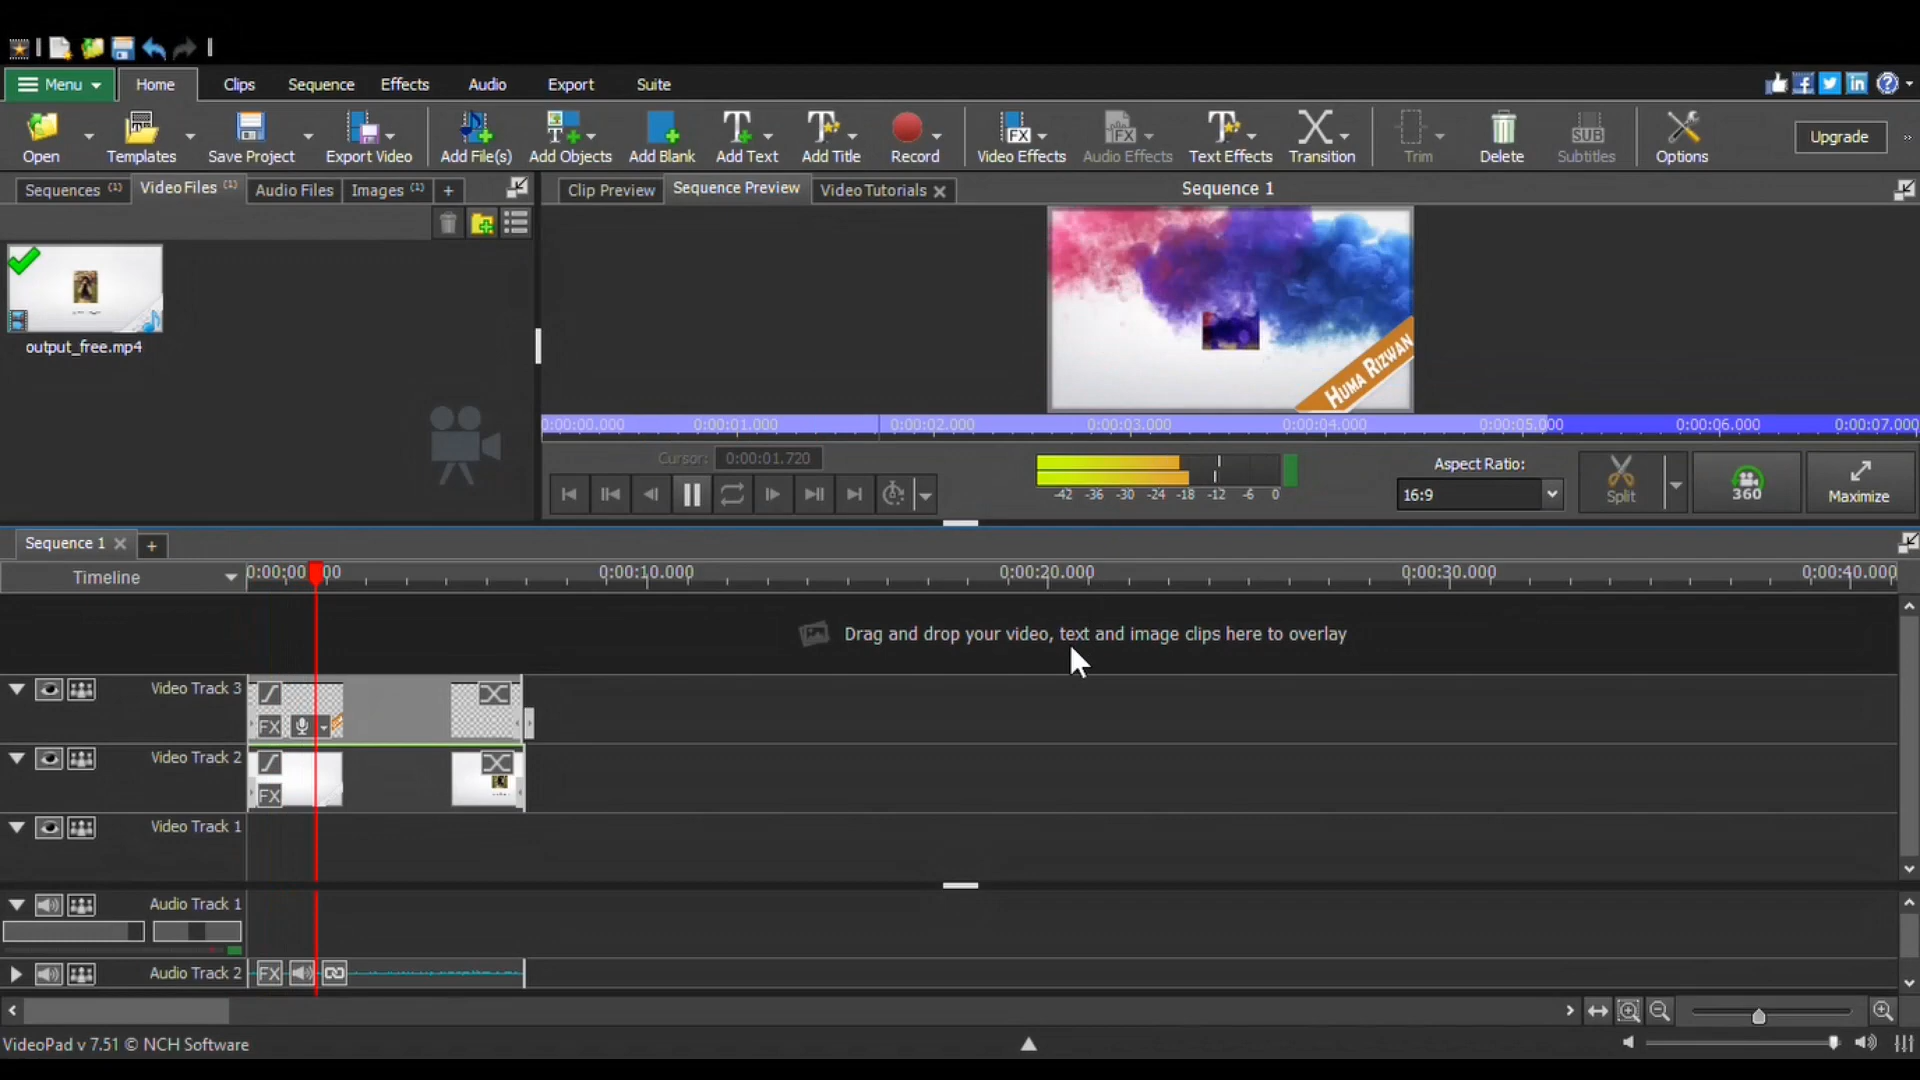 Menu Home Clips Sequence Effects Audio Export Suite
Open Templates Save Project Export Video Add File(s) Add Objects Add Blank Add Text Add Title Record Video Effects Audio Effects Text Effects Transition Trim Delete Subtitles Options Upgrade
FX FX SUB
Sequences (1) Video Files (1) Audio Files Images (1) +
Clip Preview Sequence Preview Video Tutorials Sequence 1
output_free.mp4
HUMA RIZWAN
0:00:00.000 0:00:01.000 0:00:02.000 0:00:03.000 0:00:04.000 0:00:05.000 0:00:06.000 0:00:07.000
Cursor: 0:00:01.720
-42 -36 -30 -24 -18 -12 -6 0
Aspect Ratio:
16:9
Split
360
Maximize
Sequence 1 +
Timeline
0:00:00.000 0:00:10.000 0:00:20.000 0:00:30.000 0:00:40.000
Drag and drop your video, text and image clips here to overlay
Video Track 3
FX
Video Track 2
FX
Video Track 1
Audio Track 1
Audio Track 2
FX
VideoPad v 7.51 © NCH Software